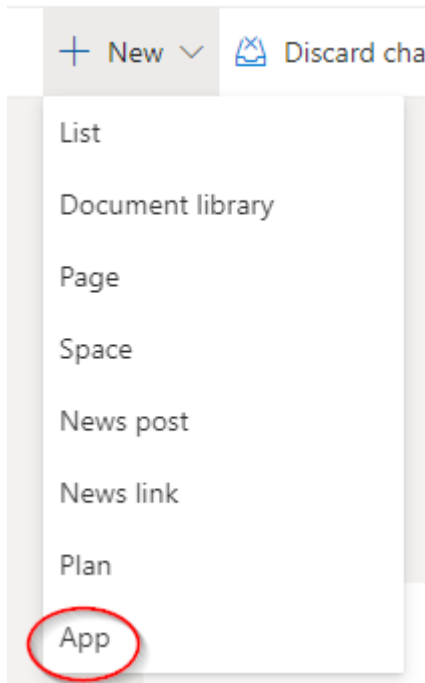 New Discard cha
List
Document library
Page
Space
News post
News link
Plan
App